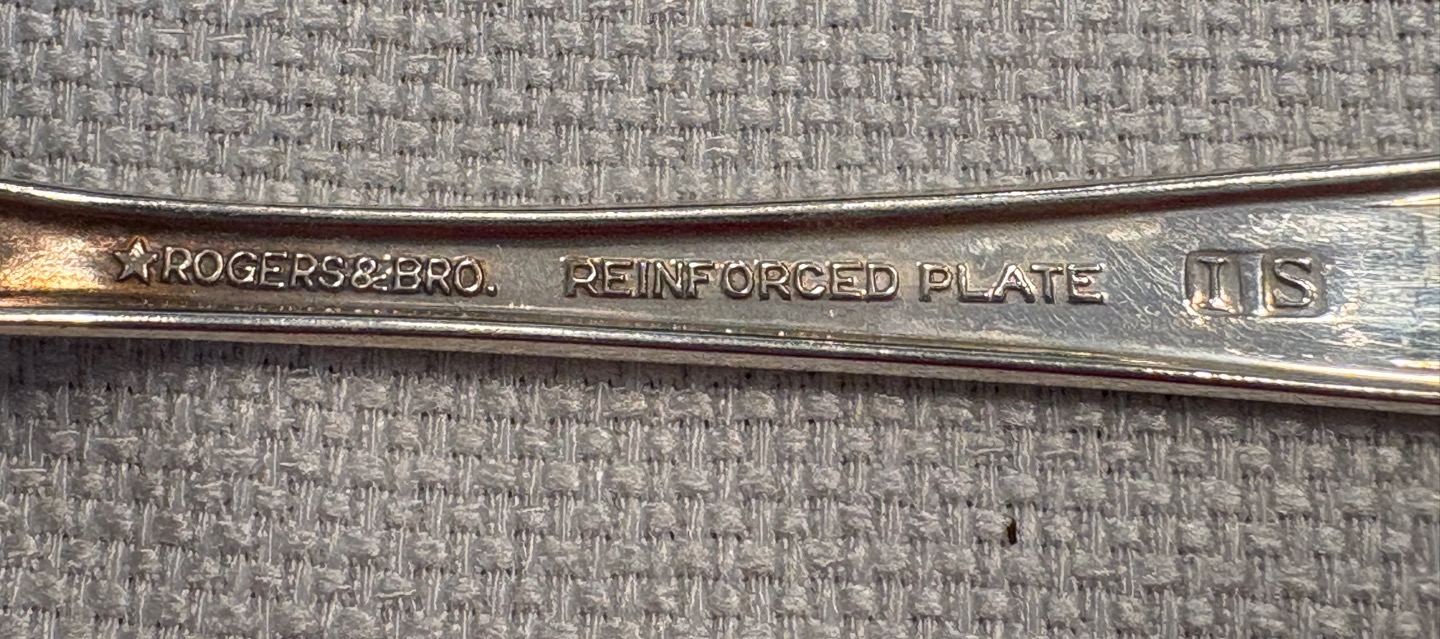 ★ROGERS&BRO. REINFORCED PLATE IS